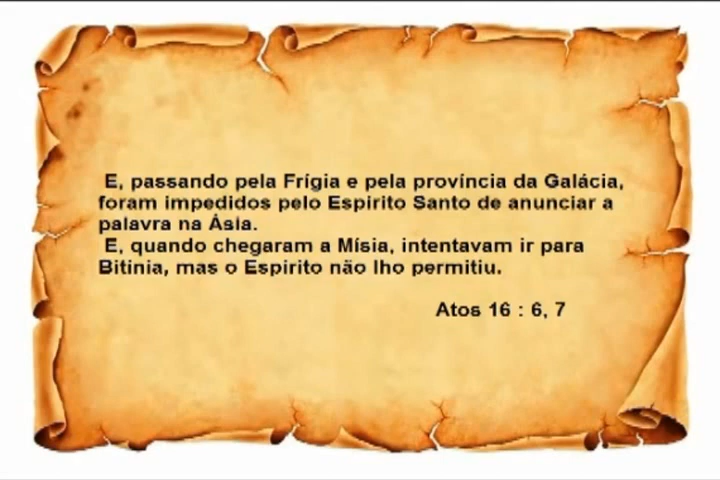 E, passando pela Frígia e pela província da Galácia,
foram impedidos pelo Espirito Santo de anunciar a
palavra na Ásia.
E, quando chegaram a Mísia, intentavam ir para
Bitinia, mas o Espirito não lho permitiu.
Atos 16 : 6, 7